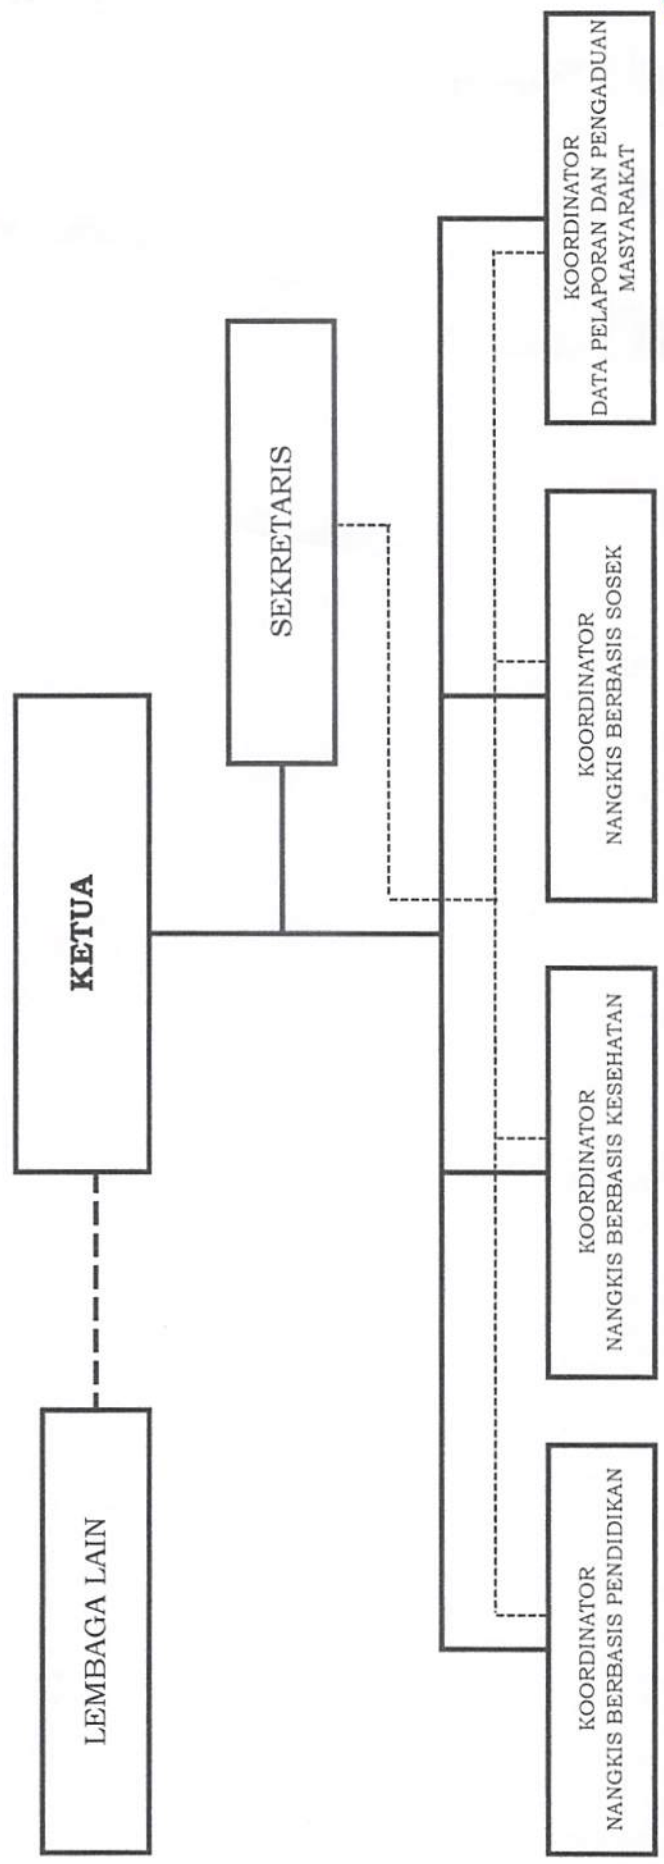 LEMBAGA LAIN
KETUA
SEKRETARIS
KOORDINATOR
NANGKIS BERBASIS PENDIDIKAN
KOORDINATOR
NANGKIS BERBASIS KESEHATAN
KOORDINATOR
NANGKIS BERBASIS SOSEK
KOORDINATOR
DATA PELAPORAN DAN PENGADUAN
MASYARAKAT